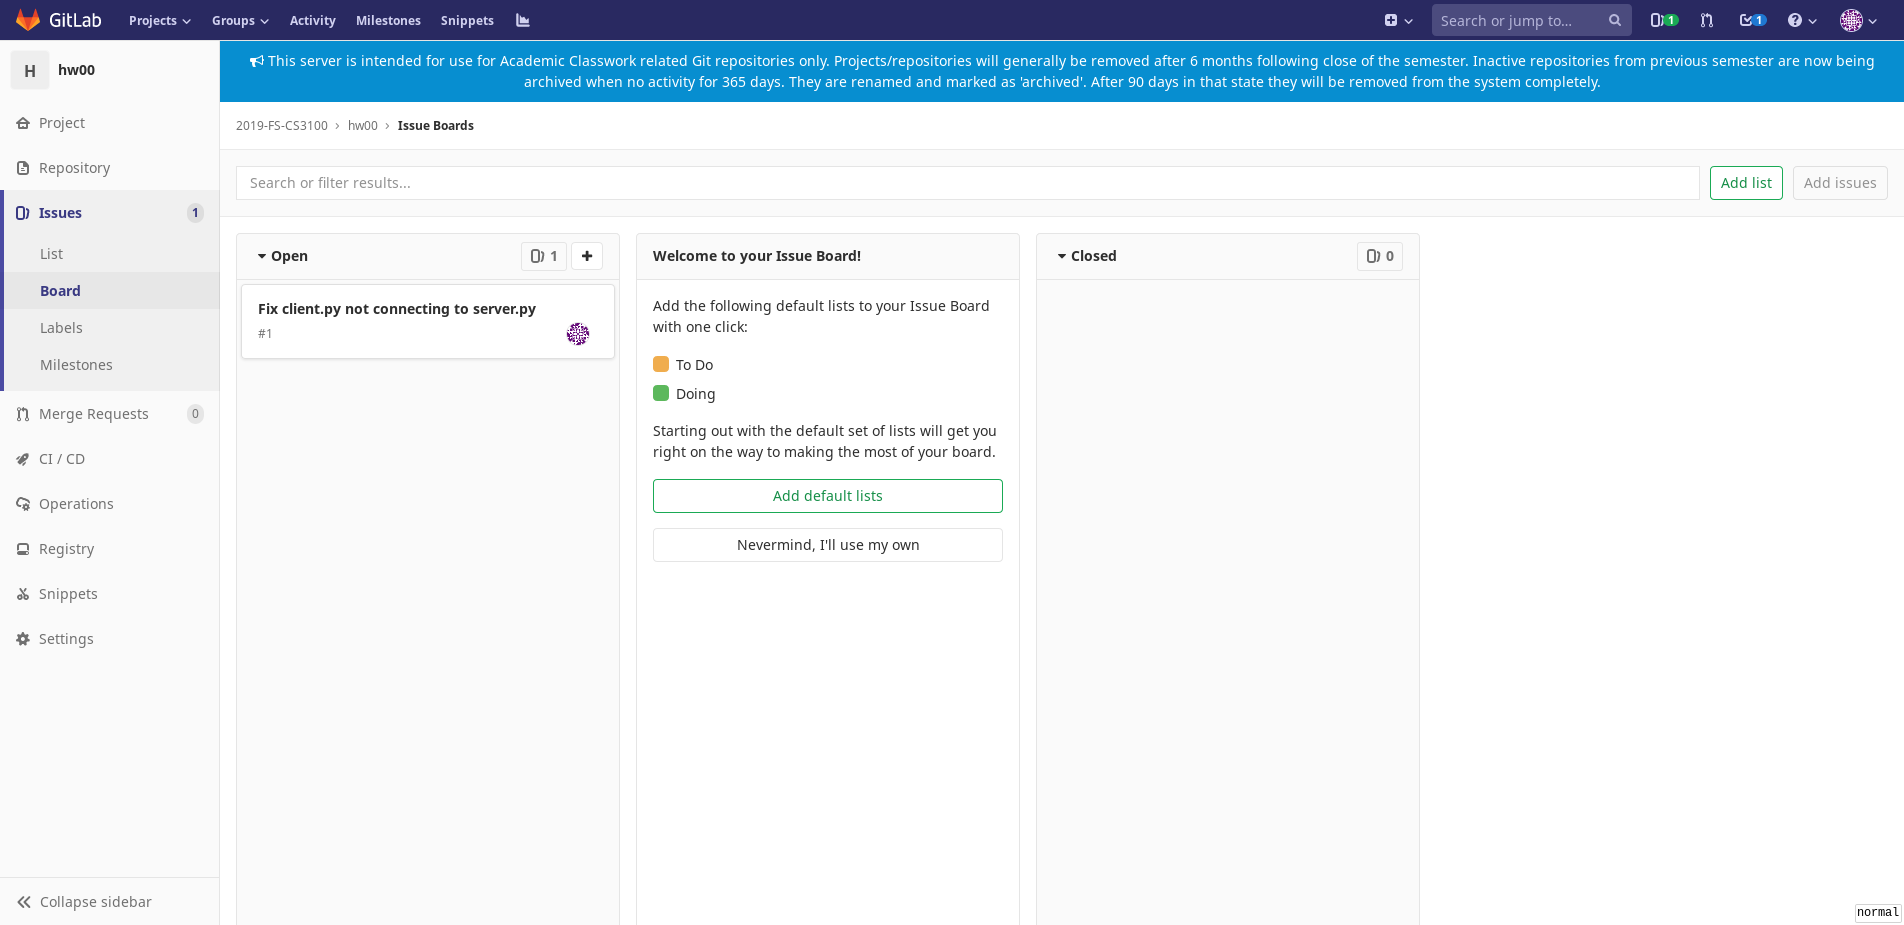 GitLab Projects Groups Activity Milestones Snippets Search or jump to... 1 1
H hw00
Project
Repository
Issues 1
List
Board
Labels
Milestones
Merge Requests 0
CI / CD
Operations
Registry
Snippets
Settings
Collapse sidebar
This server is intended for use for Academic Classwork related Git repositories only. Projects/repositories will generally be removed after 6 months following close of the semester. Inactive repositories from previous semester are now being
archived when no activity for 365 days. They are renamed and marked as 'archived'. After 90 days in that state they will be removed from the system completely.
2019-FS-CS3100 › hw00 › Issue Boards
Search or filter results... Add list Add issues
Open 1
Fix client.py not connecting to server.py
#1
Welcome to your Issue Board!
Add the following default lists to your Issue Board
with one click:
To Do
Doing
Starting out with the default set of lists will get you
right on the way to making the most of your board.
Add default lists
Nevermind, I'll use my own
Closed 0
normal